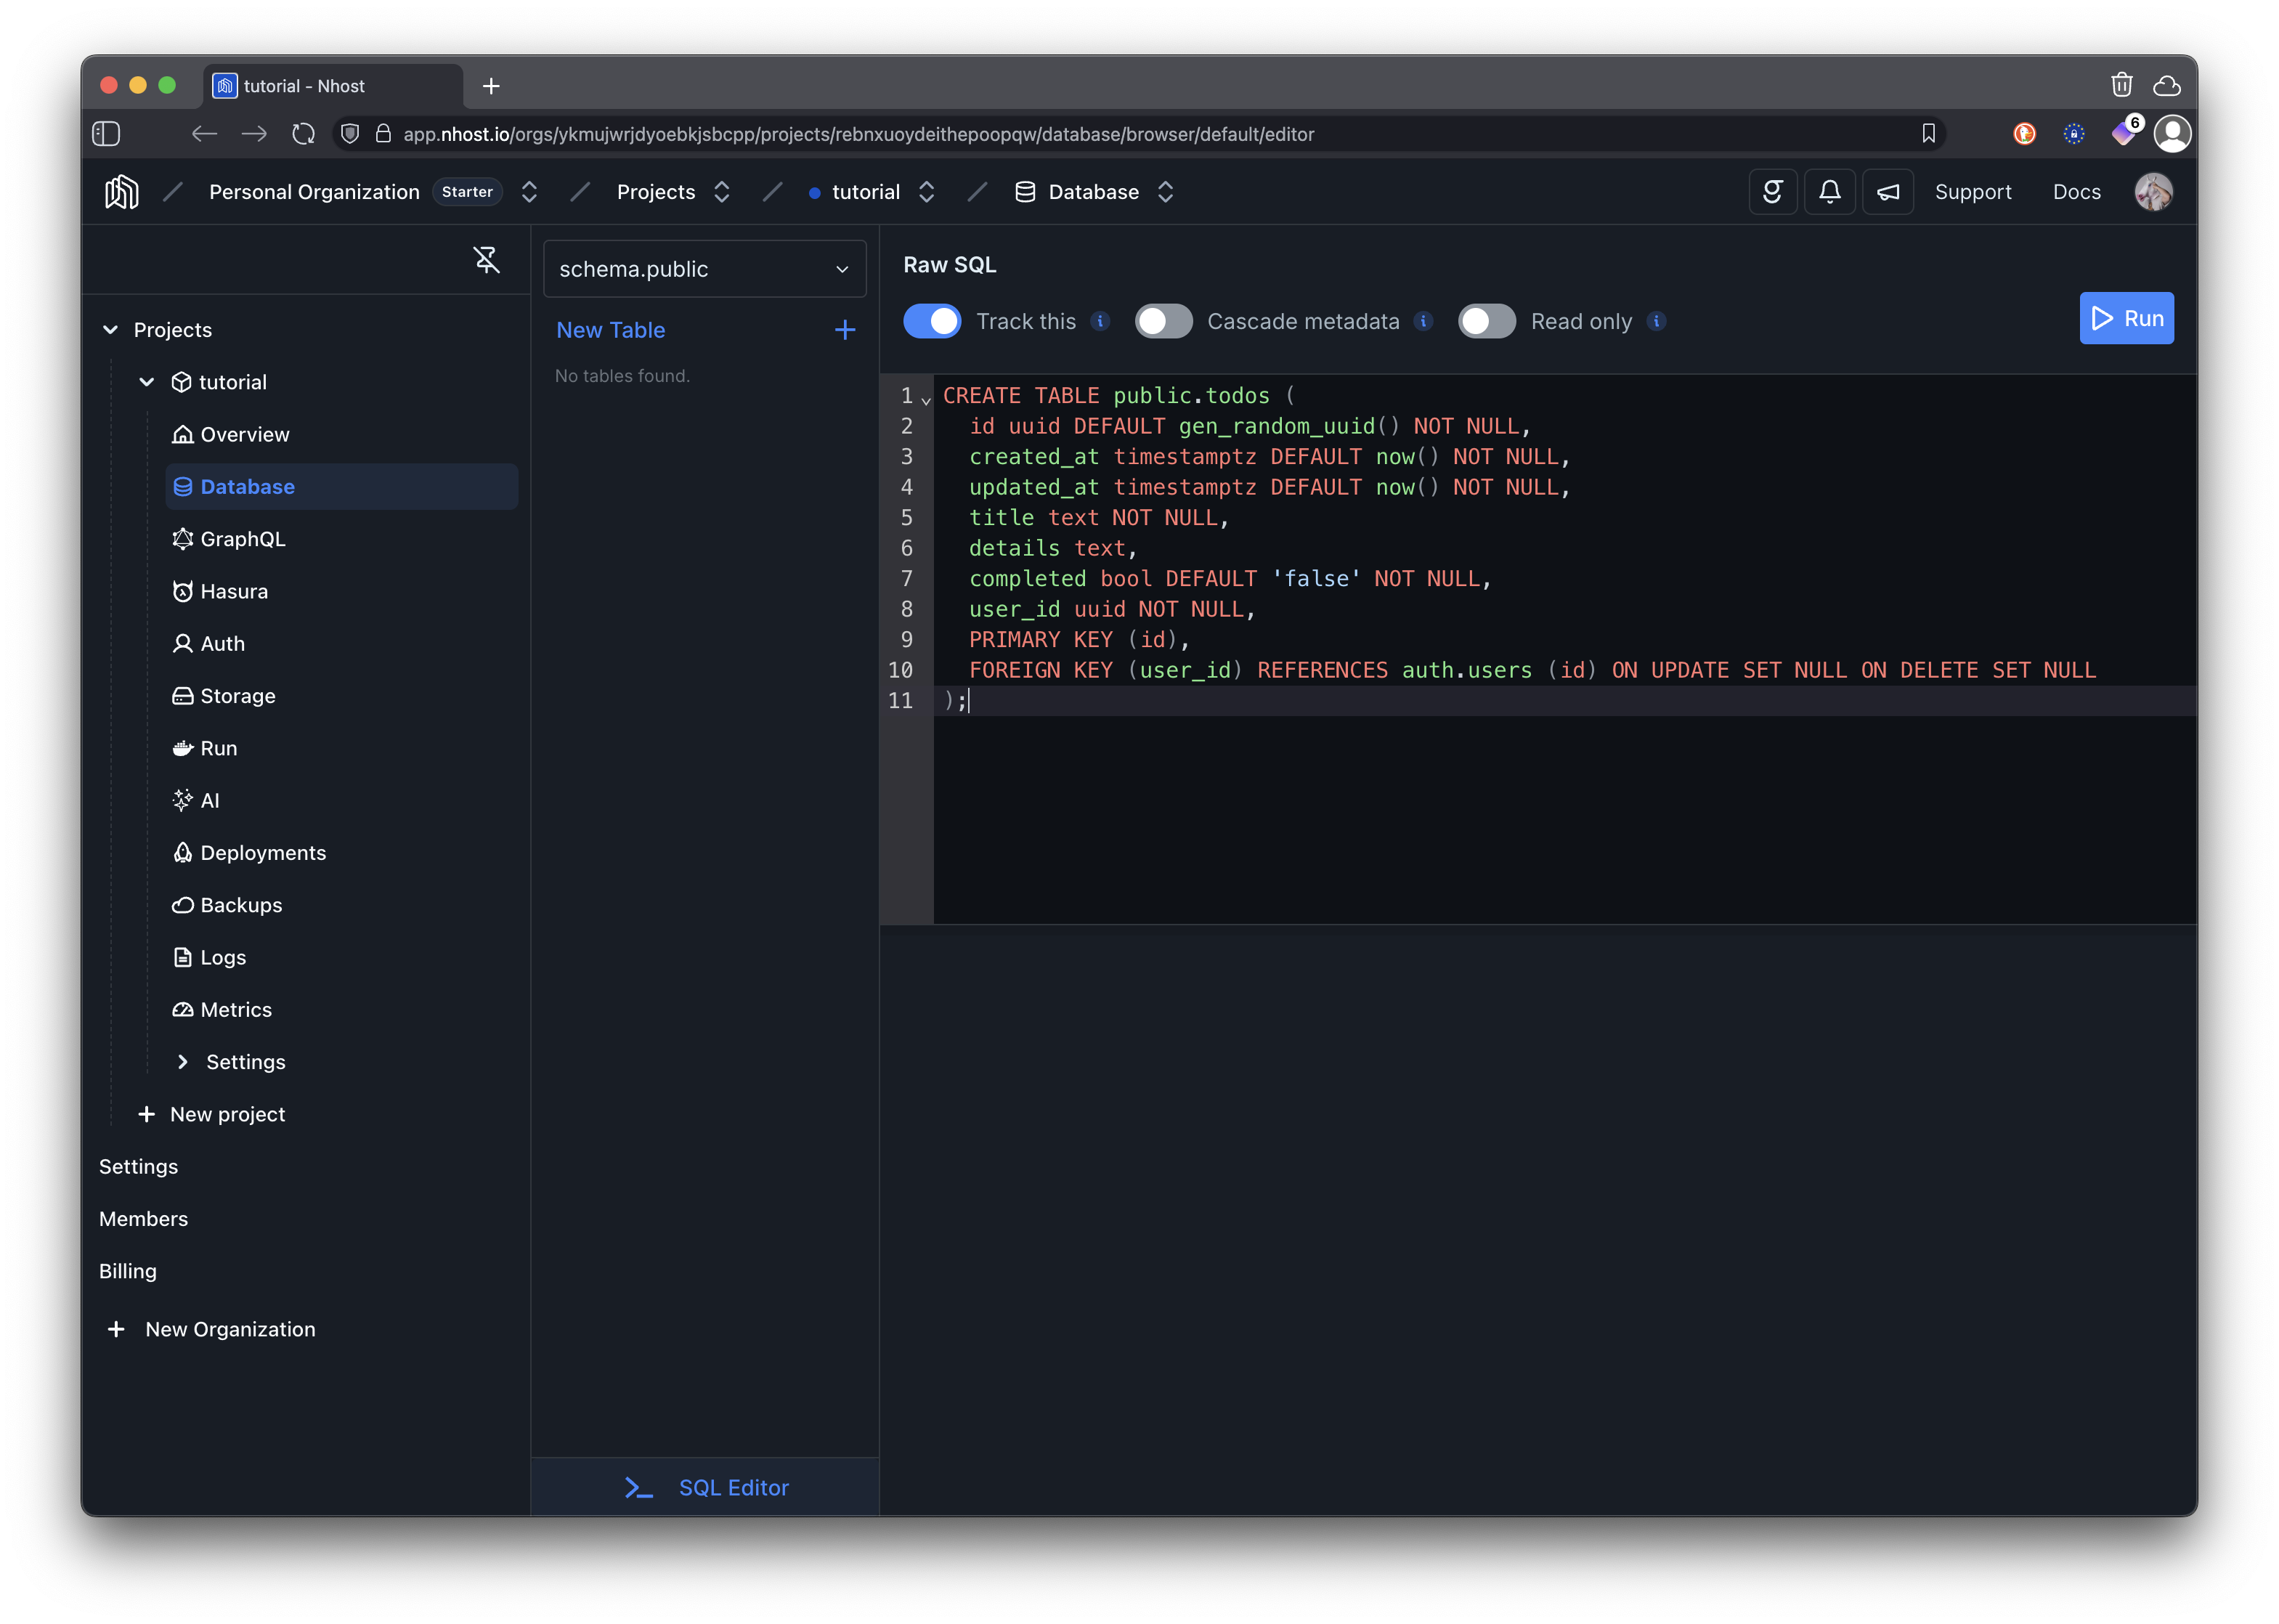 tutorial - Nhost
app.nhost.io/orgs/ykmujwrjdyoebkjsbcpp/projects/rebnxuoydeithepoopqw/database/browser/default/editor
6
Personal Organization Starter Projects tutorial Database
Support Docs
Projects
tutorial
Overview
Database
GraphQL
Hasura
Auth
Storage
Run
AI
Deployments
Backups
Logs
Metrics
Settings
New project
Settings
Members
Billing
New Organization
schema.public
New Table
No tables found.
SQL Editor
Raw SQL
Track this Cascade metadata Read only
Run
1 CREATE TABLE public.todos (
2 id uuid DEFAULT gen_random_uuid() NOT NULL,
3 created_at timestamptz DEFAULT now() NOT NULL,
4 updated_at timestamptz DEFAULT now() NOT NULL,
5 title text NOT NULL,
6 details text,
7 completed bool DEFAULT 'false' NOT NULL,
8 user_id uuid NOT NULL,
9 PRIMARY KEY (id),
10 FOREIGN KEY (user_id) REFERENCES auth.users (id) ON UPDATE SET NULL ON DELETE SET NULL
11 );